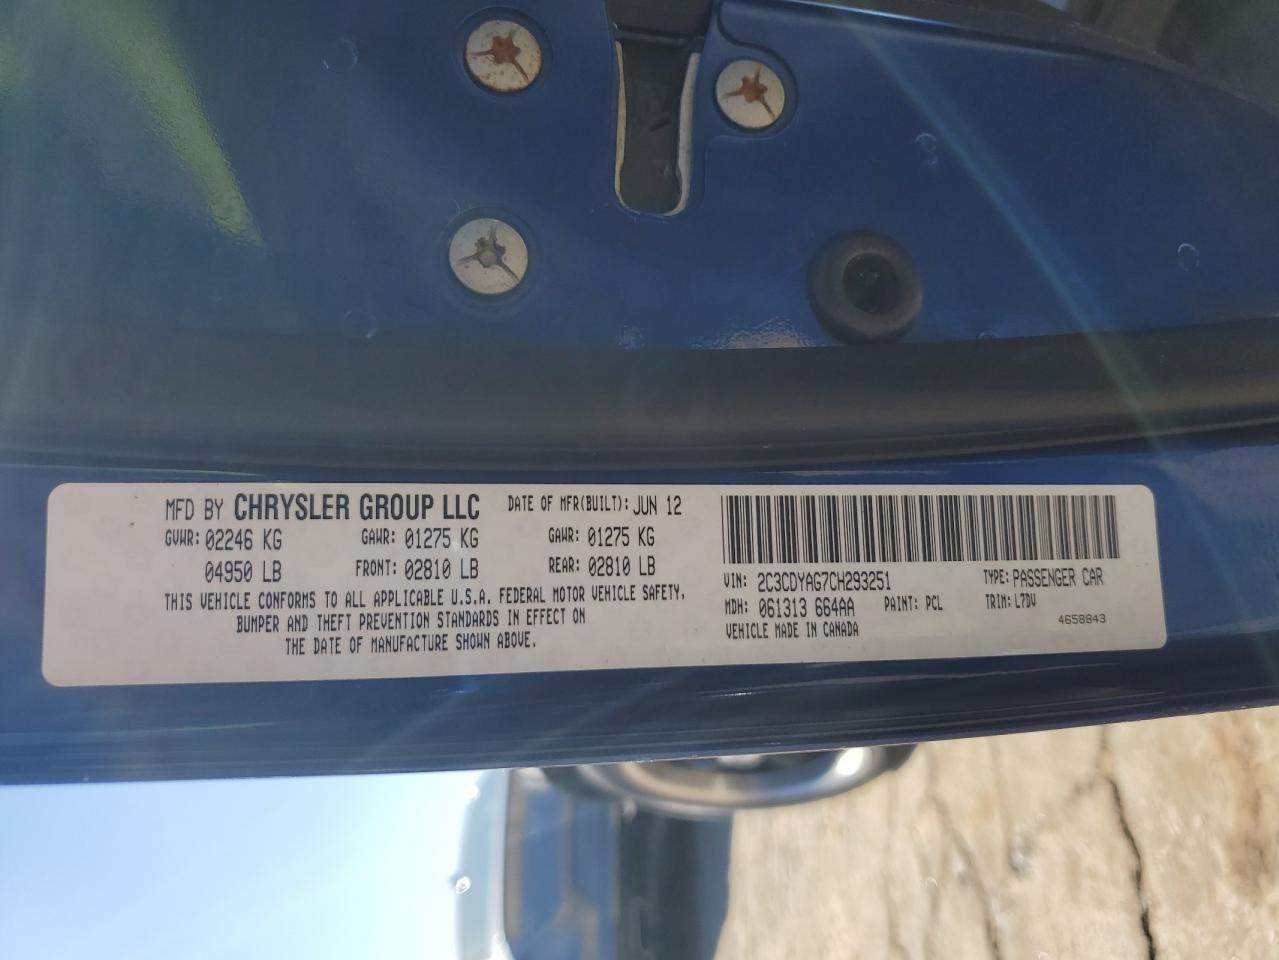 MFD BY CHRYSLER GROUP LLC DATE OF MFR(BUILT): JUN 12
GVWR: 02246 KG GAWR: 01275 KG GAWR: 01275 KG
04950 LB FRONT: 02810 LB REAR: 02810 LB
THIS VEHICLE CONFORMS TO ALL APPLICABLE U.S.A. FEDERAL MOTOR VEHICLE SAFETY,
BUMPER AND THEFT PREVENTION STANDARDS IN EFFECT ON
THE DATE OF MANUFACTURE SHOWN ABOVE.
VIN: 2C3CDYAG7CH293251 TYPE: PASSENGER CAR
MDH: 061313 664AA PAINT: PCL TRIM: L7DV
VEHICLE MADE IN CANADA 4658843